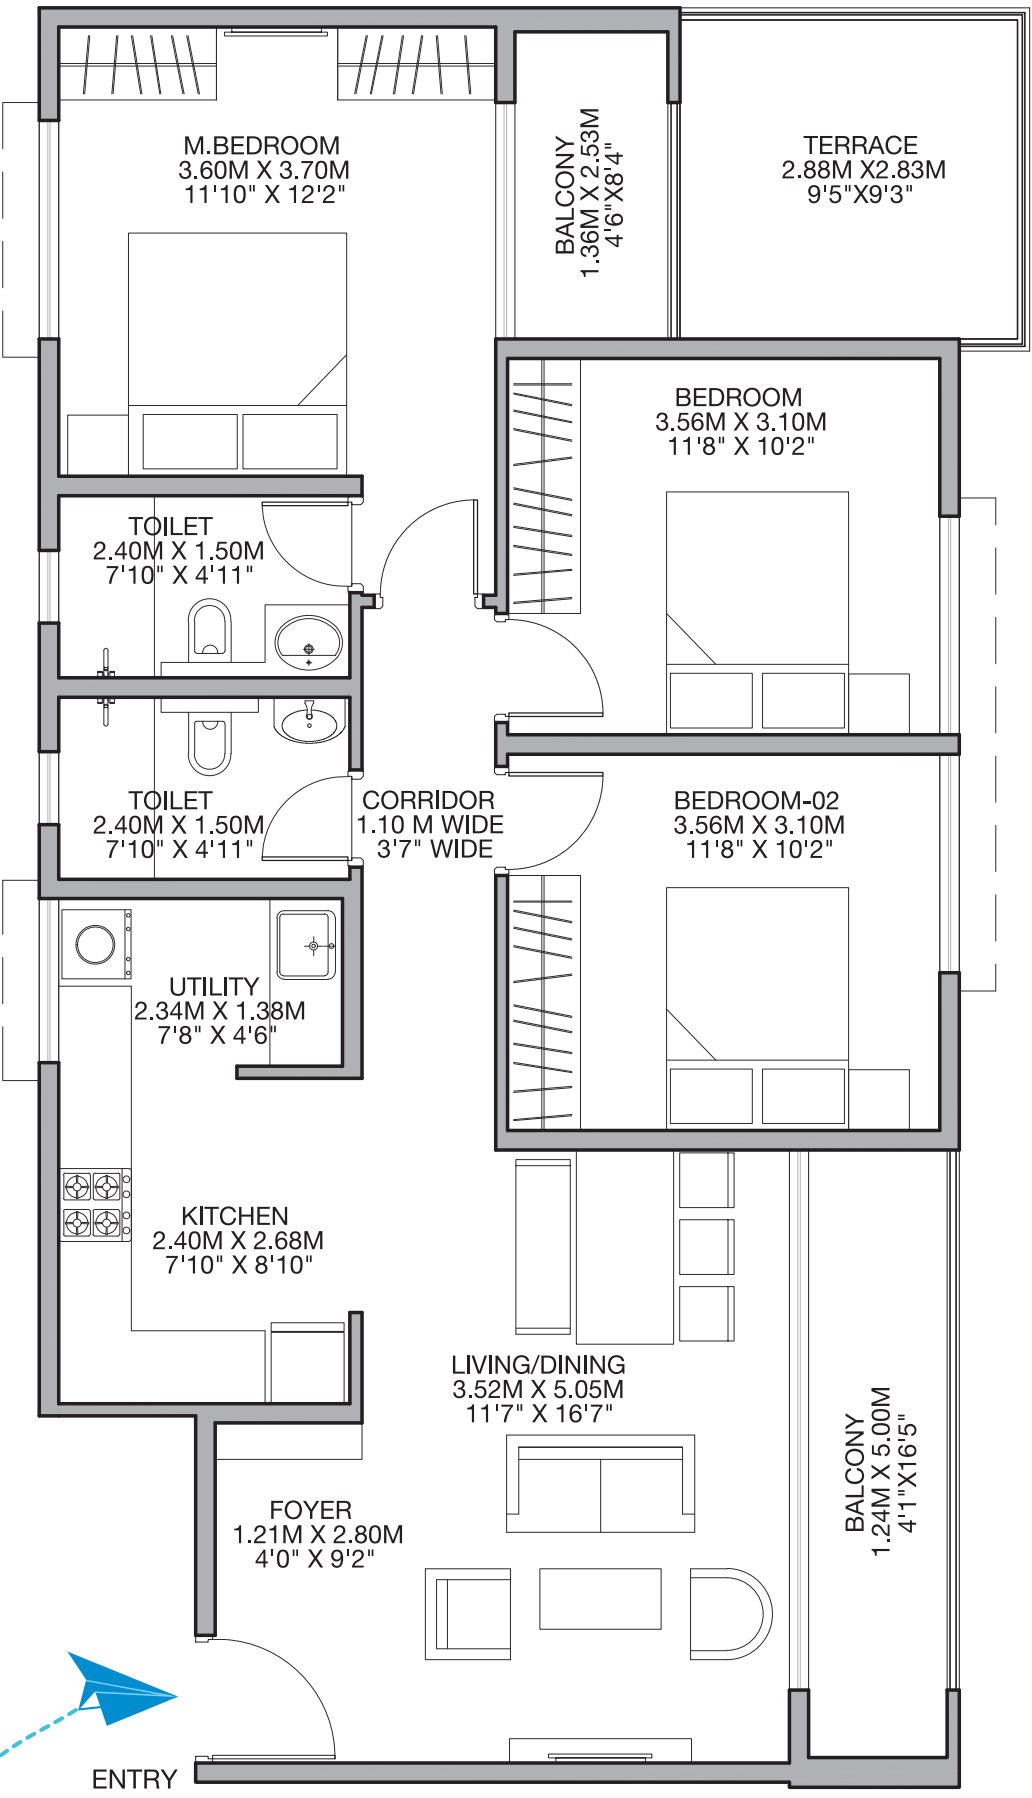 M.BEDROOM
3.60M X 3.70M
11'10" X 12'2"
BALCONY
1.36M X 2.53M
4'6"X8'4"
TERRACE
2.88M X2.83M
9'5"X9'3"
BEDROOM
3.56M X 3.10M
11'8" X 10'2"
TOILET
2.40M X 1.50M
7'10" X 4'11"
TOILET
2.40M X 1.50M
7'10" X 4'11"
CORRIDOR
1.10 M WIDE
3'7" WIDE
BEDROOM-02
3.56M X 3.10M
11'8" X 10'2"
UTILITY
2.34M X 1.38M
7'8" X 4'6"
KITCHEN
2.40M X 2.68M
7'10" X 8'10"
LIVING/DINING
3.52M X 5.05M
11'7" X 16'7"
BALCONY
1.24M X 5.00M
4'1"X16'5"
FOYER
1.21M X 2.80M
4'0" X 9'2"
ENTRY